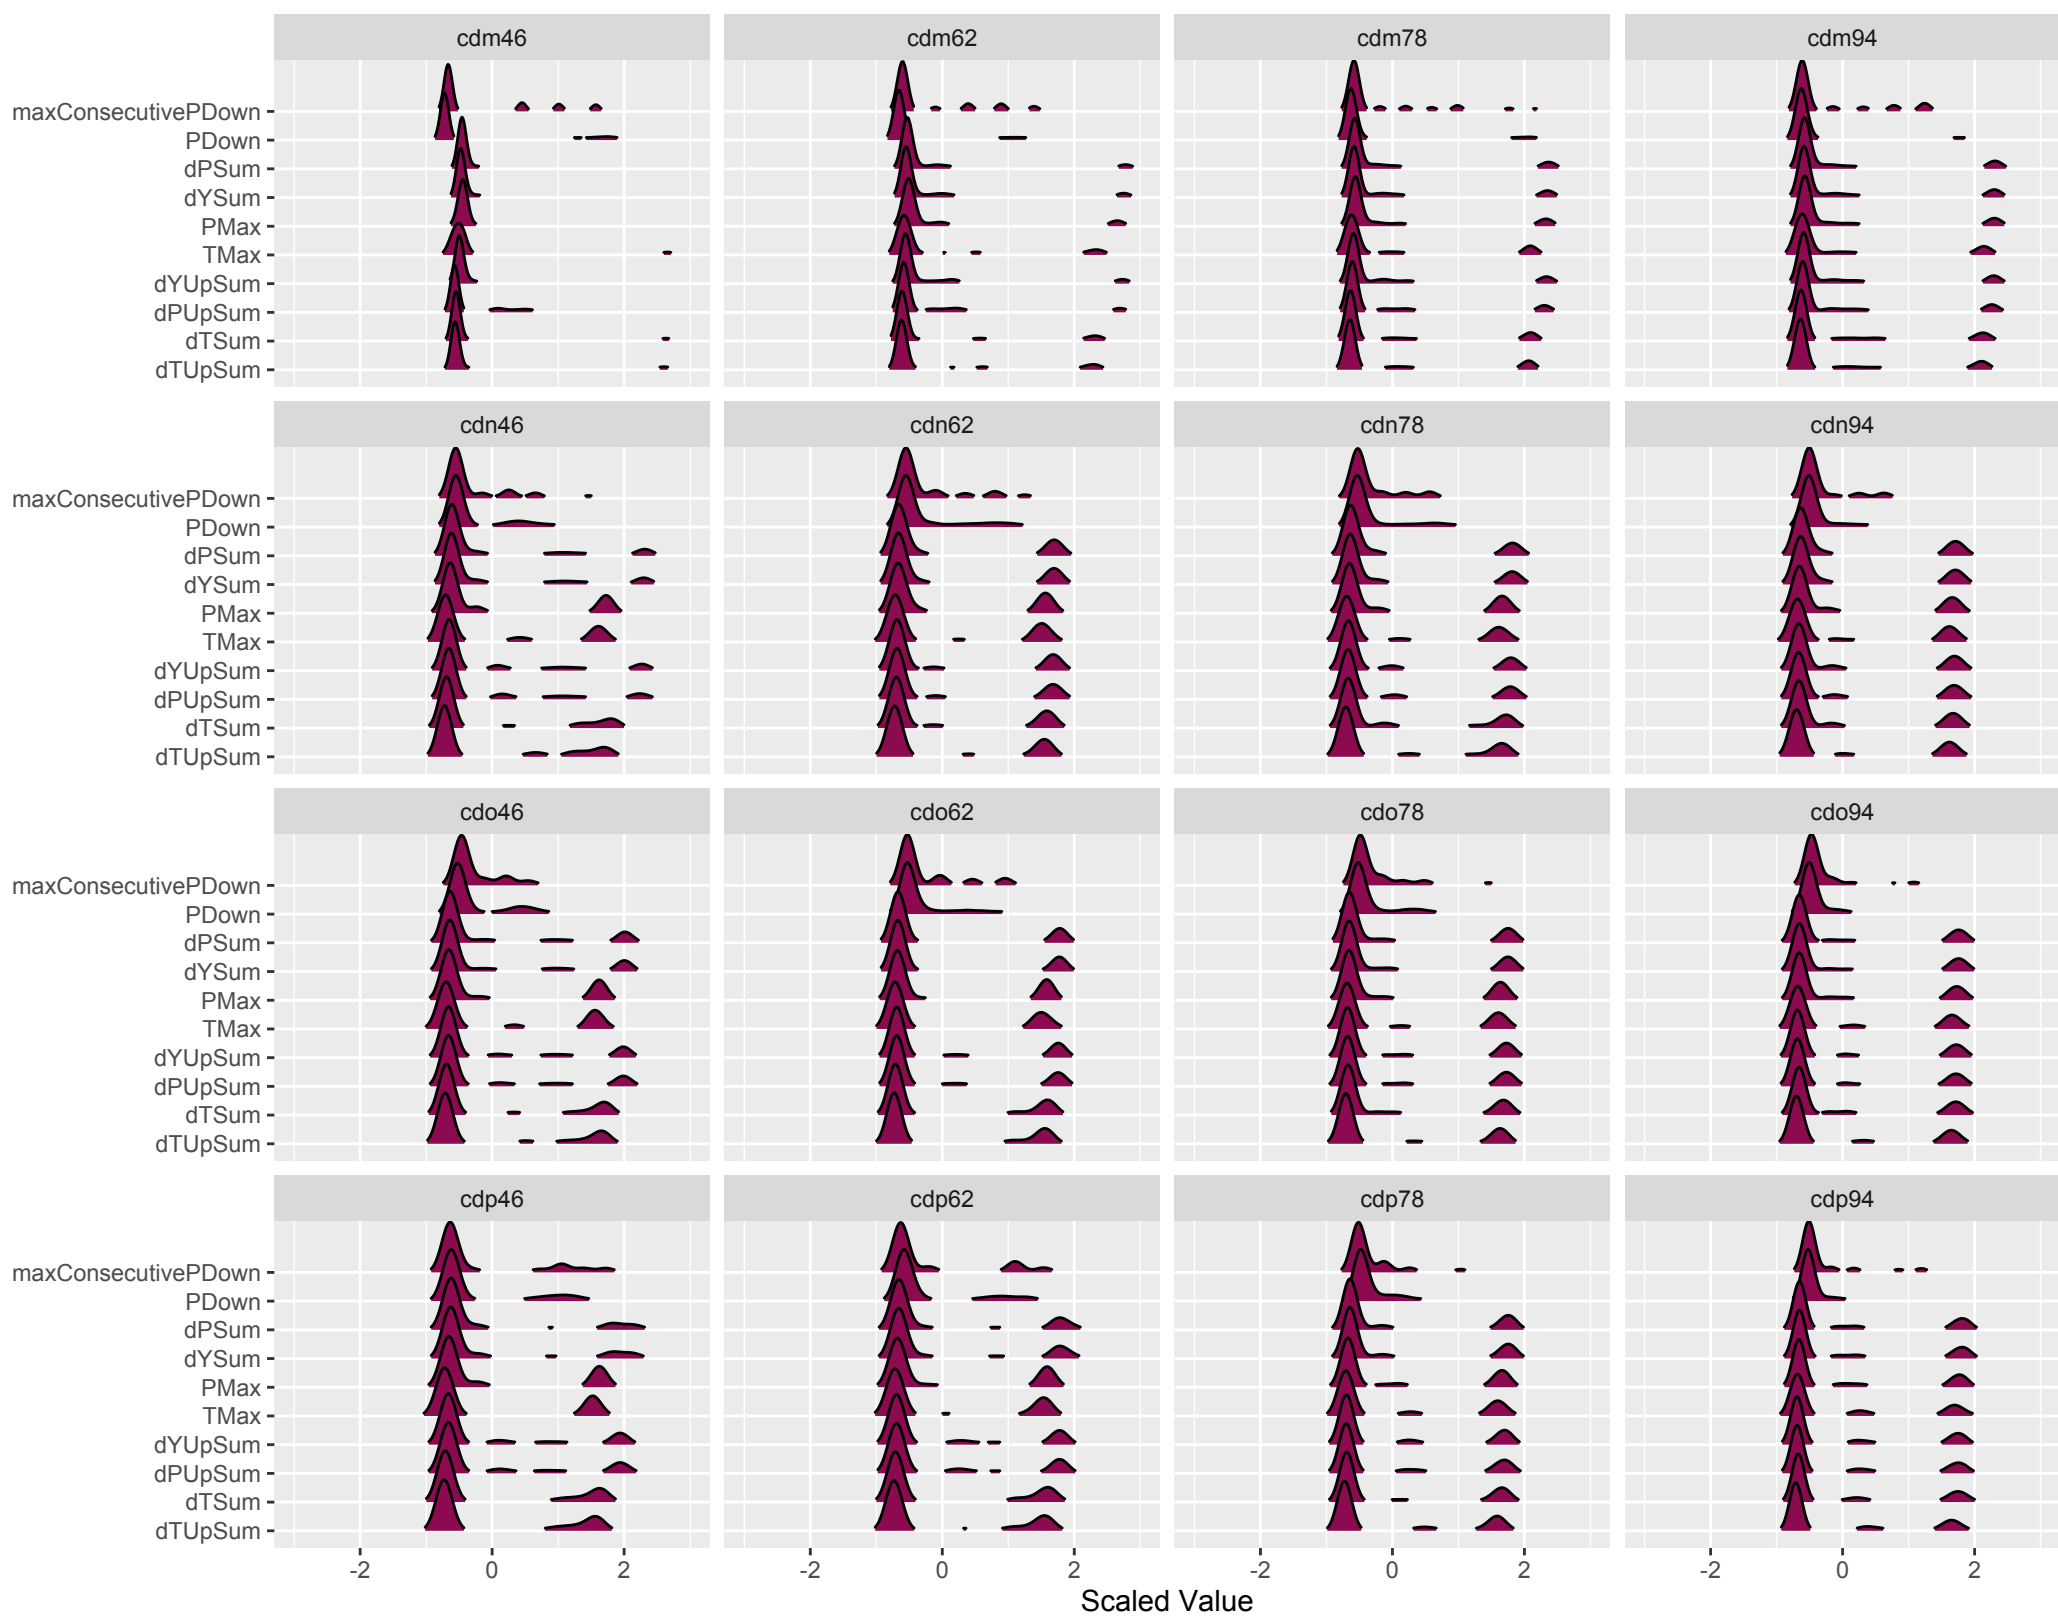 cdm46 cdm62 cdm78 cdm94
maxConsecutivePDown
PDown
dPSum
dYSum
PMax
TMax
dYUpSum
dPUpSum
dTSum
dTUpSum
cdn46 cdn62 cdn78 cdn94
maxConsecutivePDown
PDown
dPSum
dYSum
PMax
TMax
dYUpSum
dPUpSum
dTSum
dTUpSum
cdo46 cdo62 cdo78 cdo94
maxConsecutivePDown
PDown
dPSum
dYSum
PMax
TMax
dYUpSum
dPUpSum
dTSum
dTUpSum
cdp46 cdp62 cdp78 cdp94
maxConsecutivePDown
PDown
dPSum
dYSum
PMax
TMax
dYUpSum
dPUpSum
dTSum
dTUpSum
-2 0 2 -2 0 2 -2 0 2 -2 0 2
Scaled Value